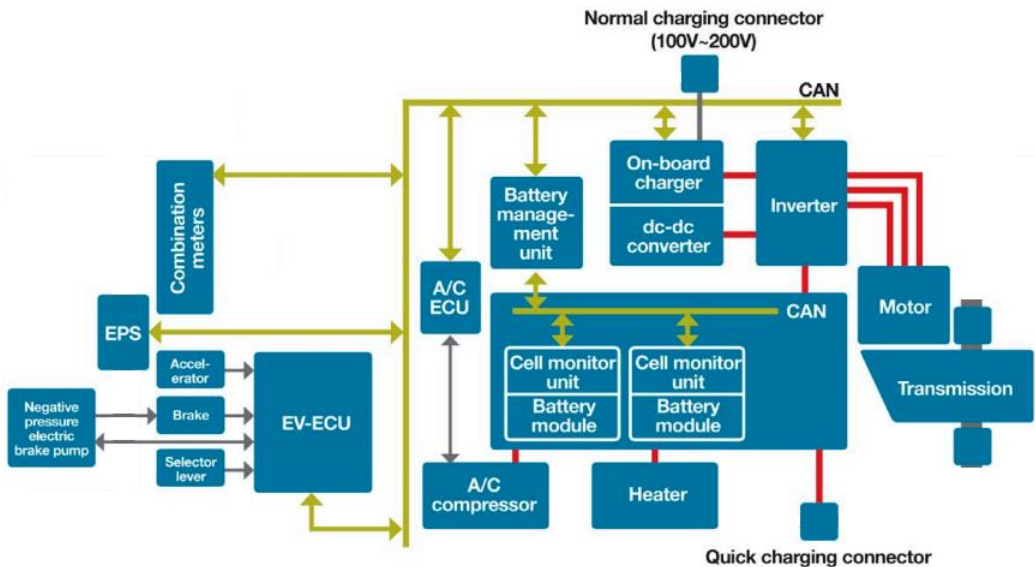 Normal charging connector
(100V~200V)
CAN
Combination
meters
On-board
charger
dc-dc
converter
Inverter
Battery
manage-
ment
unit
A/C
ECU
CAN
Motor
EPS
Cell monitor
unit
Battery
module
Cell monitor
unit
Battery
module
Transmission
Accel-
erator
Brake
Selector
lever
Negative
pressure
electric
brake pump
EV-ECU
A/C
compressor
Heater
Quick charging connector